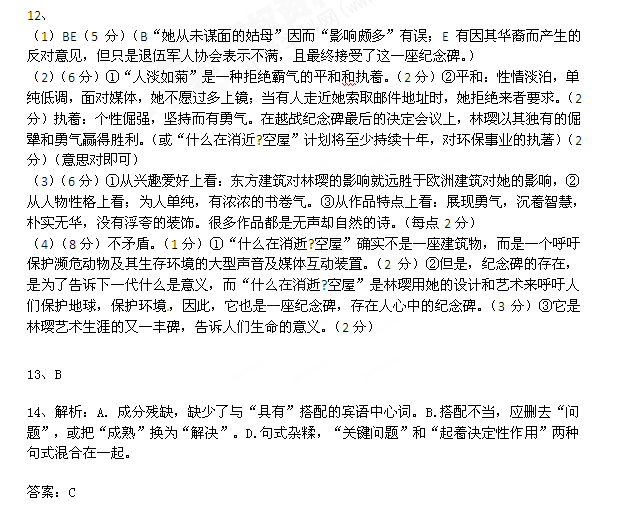 12、
（1）BE（5 分）（B“她从未谋面的姑母”因而“影响颇多”有误；E 有因其华裔而产生的
反对意见，但只是退伍军人协会表示不满，且最终接受了这一座纪念碑。）
（2）（6 分）①“人淡如菊”是一种拒绝霸气的平和和执着。（2 分）②平和：性情淡泊，单
纯低调，面对媒体，她不愿过多上镜；当有人走近她索取邮件地址时，她拒绝来者要求。（2
分）执着：个性倔强，坚持而有勇气。在越战纪念碑最后的决定会议上，林璎以其独有的倔
犟和勇气赢得胜利。（或“什么在消近?空屋”计划将至少持续十年，对环保事业的执著）（2
分）（意思对即可）
（3）（6 分）①从兴趣爱好上看：东方建筑对林璎的影响就远胜于欧洲建筑对她的影响，②
从人物性格上看；为人单纯，有浓浓的书卷气。③从作品特点上看：展现勇气，沉着智慧，
朴实无华，没有浮夸的装饰。很多作品都是无声却自然的诗。（每点 2 分）
（4）（8 分）不矛盾。（1 分）①“什么在消逝?空屋”确实不是一座建筑物，而是一个呼吁
保护濒危动物及其生存环境的大型声音及媒体互动装置。（2 分）②但是，纪念碑的存在，
是为了告诉下一代什么是意义，而“什么在消逝?空屋”是林璎用她的设计和艺术来呼吁人
们保护地球，保护环境.，因此，它也是一座纪念碑，存在人心中的纪念碑。（3 分）③它是
林璎艺术生涯的又一丰碑，告诉人们生命的意义。（2 分）
13、B
14、解析：A. 成分残缺，缺少了与“具有”搭配的宾语中心词。B.搭配不当，应删去“问
题”，或把“成熟”换为“解决”。D.句式杂糅，“关键问题”和“起着决定性作用”两种
句式混合在一起。
答案：C